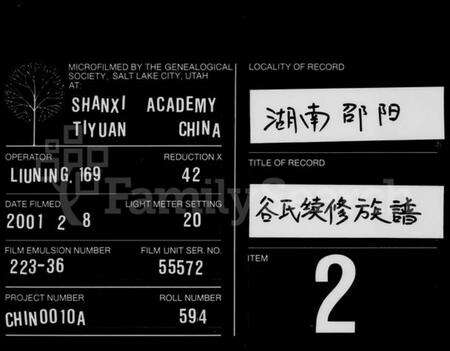 MICROFILMED BY THE GENEALOGICAL
SOCIETY, SALT LAKE CITY, UTAH
AT:
SHANXI ACADEMY
TIYUAN CHINA
OPERATOR REDUCTION X
LIUNING, 169 42
DATE FILMED LIGHT METER SETTING
2001 2 8 20
FILM EMULSION NUMBER FILM UNIT SER. NO.
223-36 55572
PROJECT NUMBER ROLL NUMBER
CHIN0010A 594
LOCALITY OF RECORD
湖南邵阳
TITLE OF RECORD
谷氏续修族譜
ITEM
2
FamilySearch